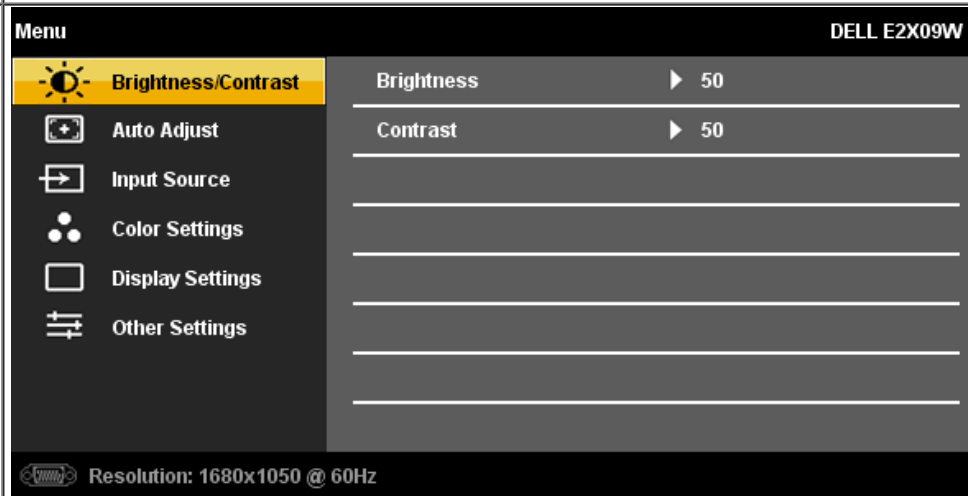 Menu DELL E2X09W
Brightness/Contrast Brightness 50
Auto Adjust Contrast 50
Input Source
Color Settings
Display Settings
Other Settings
Resolution: 1680x1050 @ 60Hz